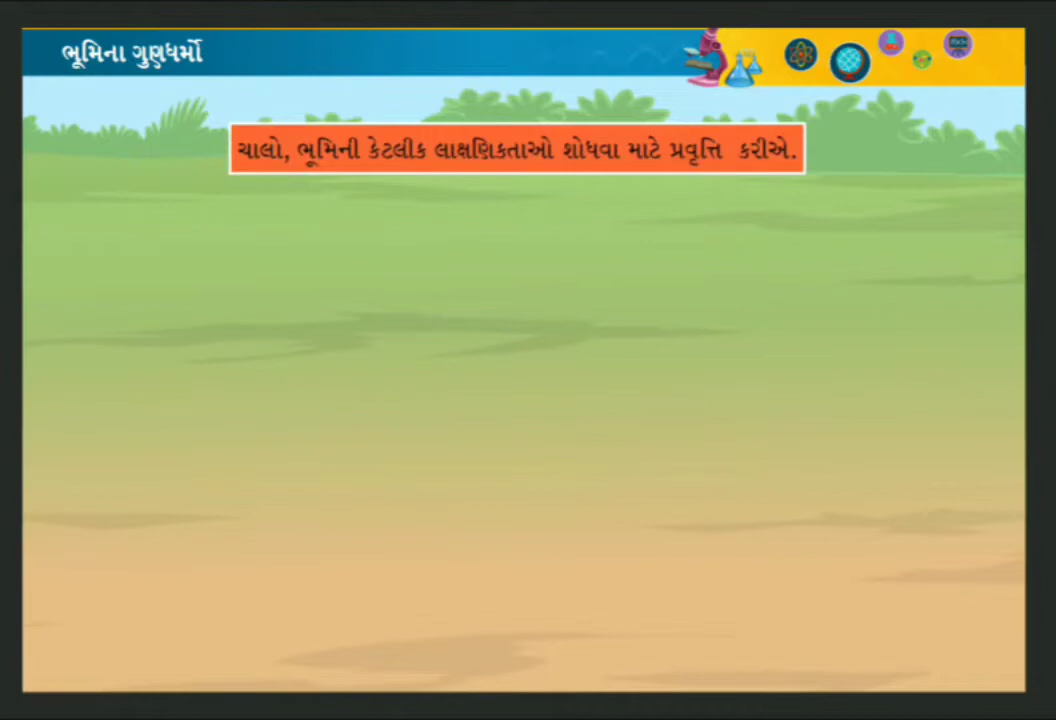 ભૂમિના ગુણધર્મો
ચાલો, ભૂમિની કેટલીક લાક્ષણિકતાઓ શોધવા માટે પ્રવૃત્તિ કરીએ.